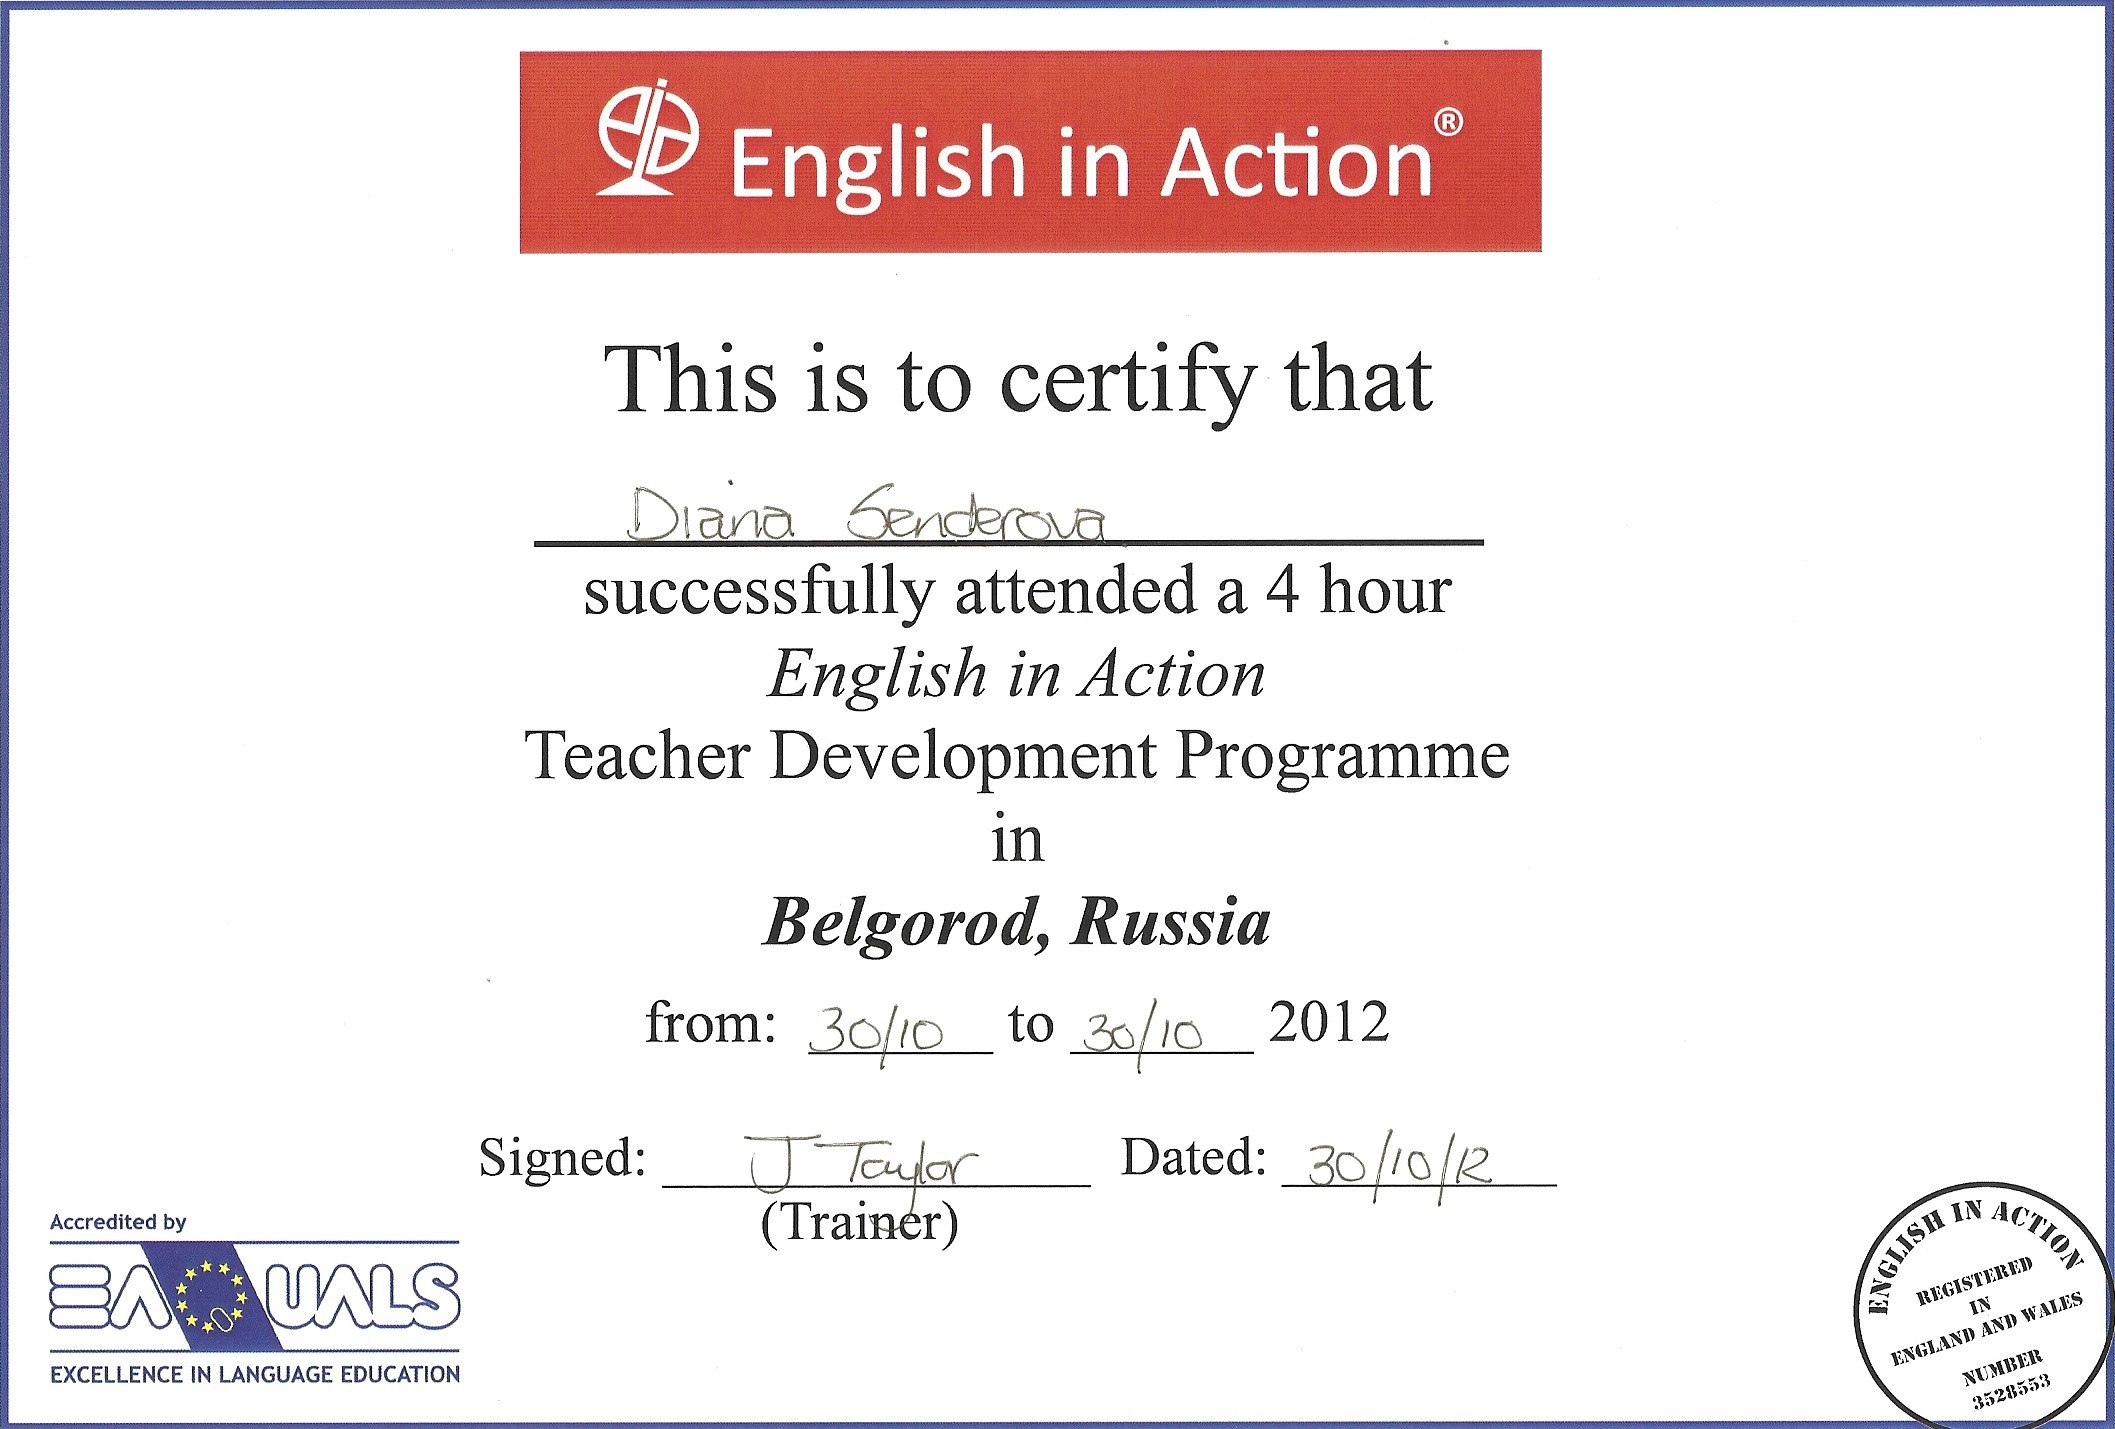 English in Action®
This is to certify that
Diana Senderova
successfully attended a 4 hour
English in Action
Teacher Development Programme
in
Belgorod, Russia
from: 30/10 to 30/10 2012
Signed: J Taylor Dated: 30/10/12
(Trainer)
Accredited by
EAQUALS
EXCELLENCE IN LANGUAGE EDUCATION
ENGLISH IN ACTION
REGISTERED
IN
ENGLAND AND WALES
NUMBER
3528553